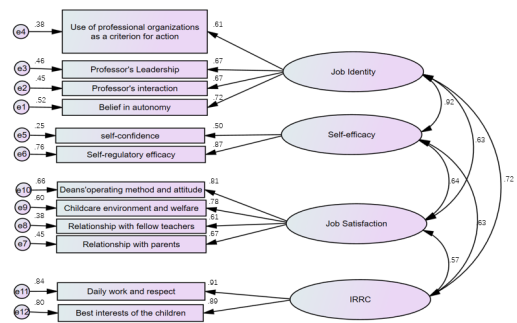 .38
e4
Use of professional organizations
as a criterion for action
.61
.46
e3
Professor's Leadership
.67
Job Identity
.45
e2
Professor's interaction
.67
.52
e1
Belief in autonomy
.72
.92
.25
e5
self-confidence
.50
Self-efficacy
.63
.76
e6
Self-regulatory efficacy
.87
.72
.66
e10
Deans'operating method and attitude
.81
.64
.60
e9
Childcare environment and welfare
.78
.63
.38
e8
Relationship with fellow teachers
.61
Job Satisfaction
.45
e7
Relationship with parents
.67
.57
.84
e11
Daily work and respect
.91
IRRC
.80
e12
Best interests of the children
.89